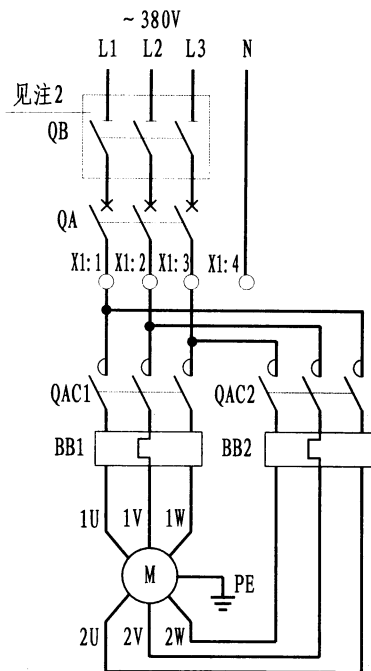 ~380V
L1 L2 L3 N
见注2
QB
QA
X1:1 X1:2 X1:3 X1:4
QAC1 QAC2
BB1 BB2
1U 1V 1W
M
PE
2U 2V 2W